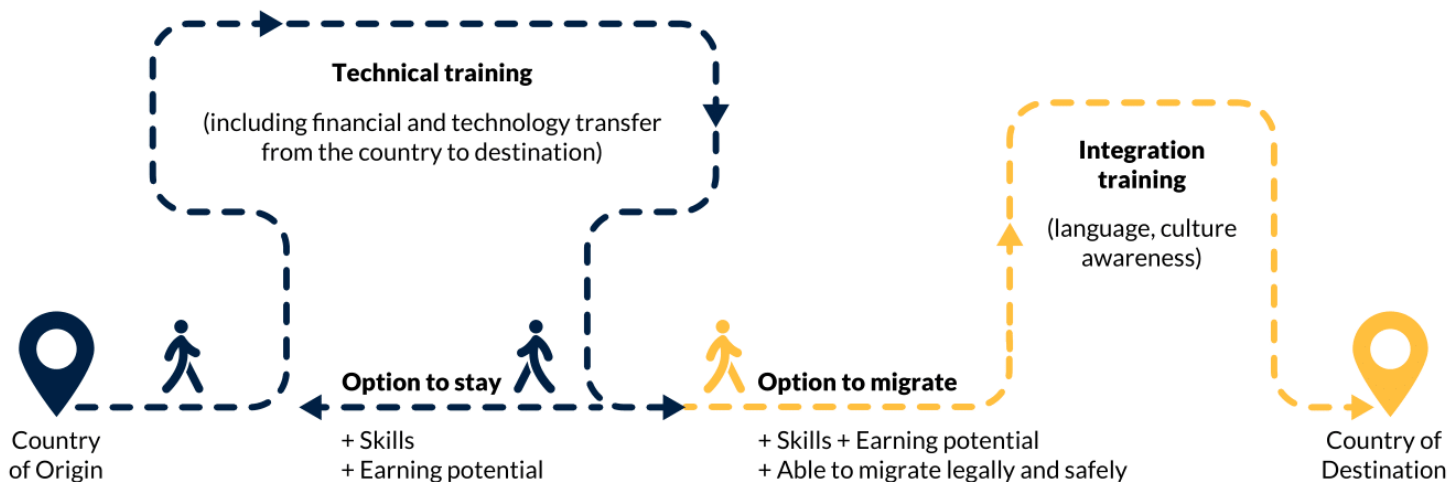 Technical training
(including financial and technology transfer
from the country to destination)
Integration
training
(language, culture
awareness)
Option to stay
Option to migrate
Country
of Origin
+ Skills
+ Earning potential
+ Skills + Earning potential
+ Able to migrate legally and safely
Country of
Destination